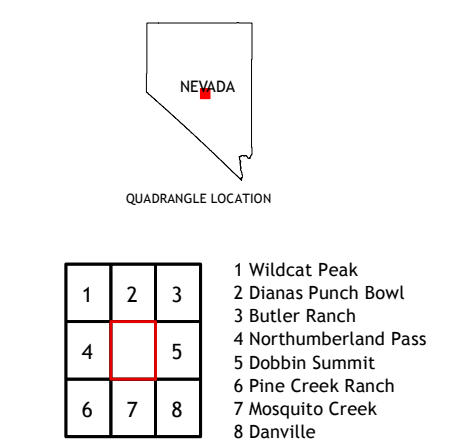 NEVADA
QUADRANGLE LOCATION
1 2 3
4 5
6 7 8
1 Wildcat Peak
2 Dianas Punch Bowl
3 Butler Ranch
4 Northumberland Pass
5 Dobbin Summit
6 Pine Creek Ranch
7 Mosquito Creek
8 Danville